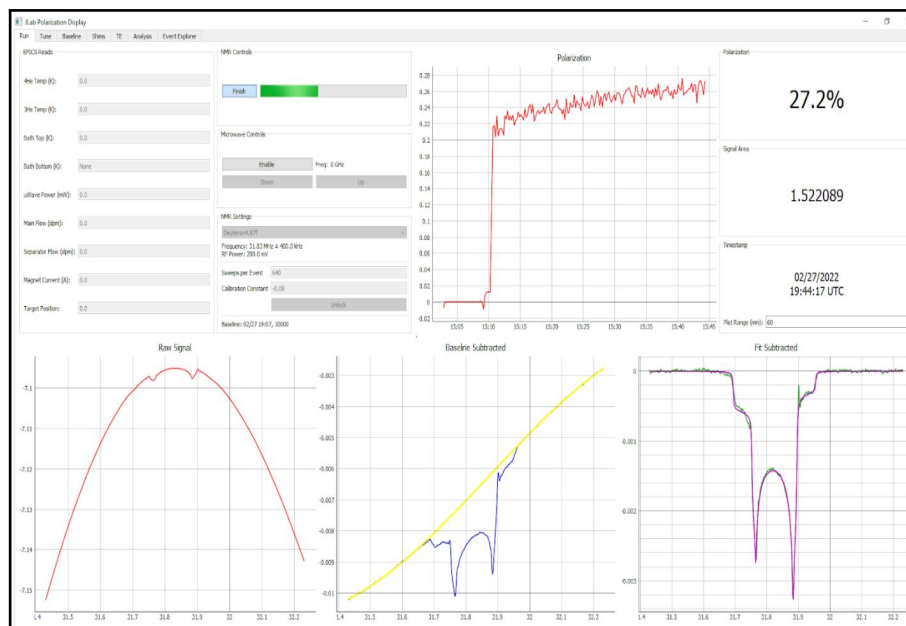 JLab Polarization Display
Run Tune Baseline Shims TE Analysis Event Explorer
EPICS Reads
4He Temp (K): 0.0
3He Temp (K): 0.0
Bath Top (K): 0.0
Bath Bottom (K): None
uWave Power (mW): 0.0
Main Flow (slpm): 0.0
Separator Flow (slpm): 0.0
Magnet Current (A): 0.0
Target Position: 0.0
NMR Controls
Finish
Microwave Controls
Enable Freq: 0 GHz
Down Up
NMR Settings
Frequency: 31.83 MHz ± 400.0 kHz
RF Power: 200.0 mV
Sweeps per Event 640
Calibration Constant -0.08
Unlock
Baseline: 02/27 19:07, 10000
Polarization
0.28
0.26
0.24
0.22
0.2
0.18
0.16
0.14
0.12
0.1
0.08
0.06
0.04
0.02
0
-0.02
15:05 15:10 15:15 15:20 15:25 15:30 15:35 15:40 15:45
Polarization
27.2%
Signal Area
1.522089
Timestamp
02/27/2022
19:44:17 UTC
Plot Range (min): 60
Raw Signal
-7.1
-7.11
-7.12
-7.13
-7.14
-7.15
1.4 31.5 31.6 31.7 31.8 31.9 32 32.1 32.2
Baseline Subtracted
-0.003
-0.004
-0.005
-0.006
-0.007
-0.008
-0.009
-0.01
1.4 31.5 31.6 31.7 31.8 31.9 32 32.1 32.2
Fit Subtracted
0
-0.001
-0.002
-0.003
1.4 31.5 31.6 31.7 31.8 31.9 32 32.1 32.2